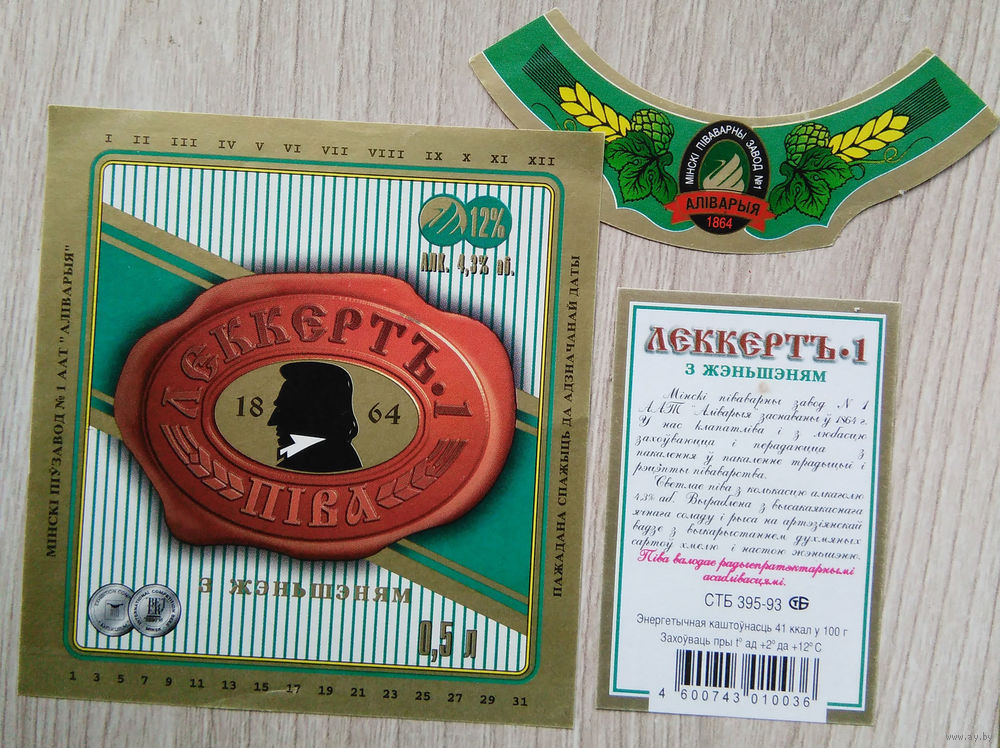 I II III IV V VI VII VIII IX X XI XII
МІНСКІ ПІЎЗАВОД № 1 ААТ "АЛІВАРЫЯ"
12%
АЛК. 4,3% аб.
ЛЕККЕРТЪ·1
18 64
ПІВА
З ЖЭНЬШЭНЯМ
0,5 л
ПАЖАДАНА СПАЖЫЦЬ ДА АДЗНАЧАНАЙ ДАТЫ
1 3 5 7 9 11 13 15 17 19 21 23 25 27 29 31
МІНСКІ ПІВАВАРНЫ ЗАВОД №1
АЛІВАРЫЯ
1864
ЛЕККЕРТЪ·1
З ЖЭНЬШЭНЯМ
Мінскі піваварны завод N 1
ААТ "Аліварыя заснаваны ў 1864 г.
У нас клапатліва і з любасцю
захоўваюцца і перадаюцца з
пакалення ў пакаленне традыцыі і
рэцэпты піваварства.
Светлае піва з колькасцю алкаголю
4,3% аб. Выраблена з высакаякаснага
ячнага соладу і рыса на артэзіянскай
вадзе з выкарыстаннем духмяных
сартоў хмелю і настою жэньшэню.
Піва валодае радыепратэктарнымі
асаблівасцямі.
СТБ 395-93
Энергетычная каштоўнасць 41 ккал у 100 г
Захоўваць пры t° ад +2° да +12° С
4 600743 010036
www.ay.by